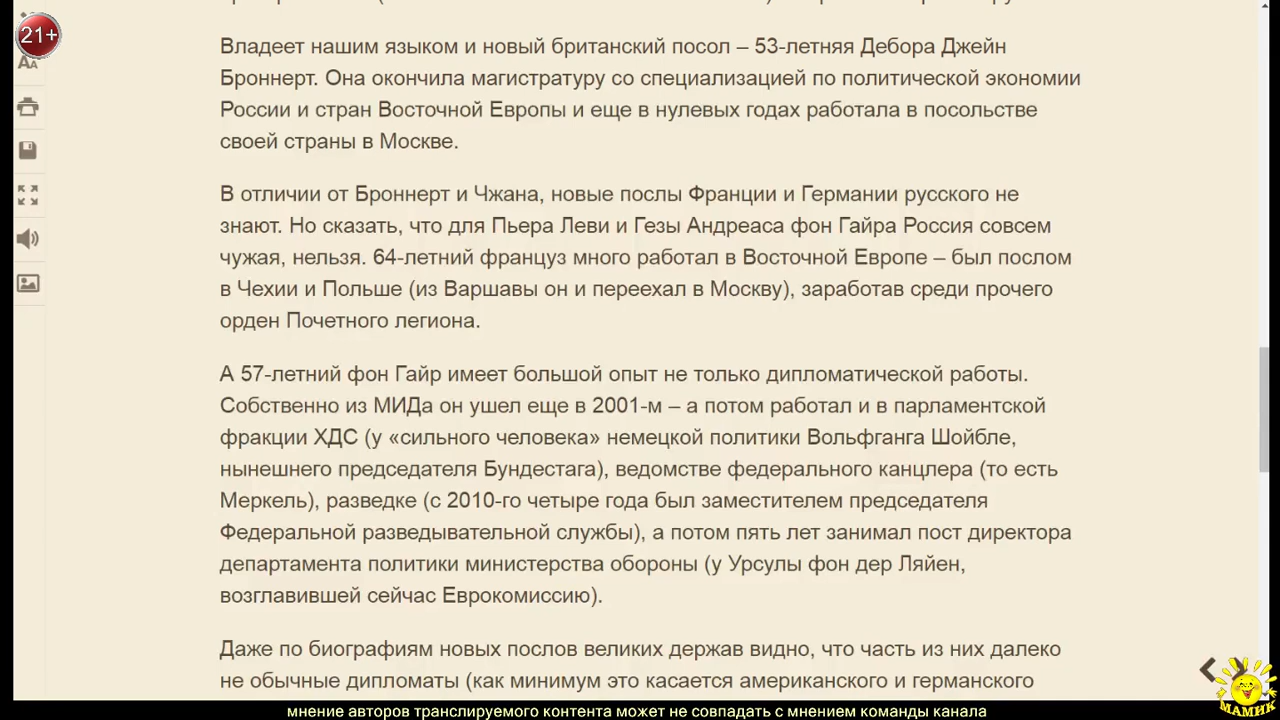 21+
Владеет нашим языком и новый британский посол – 53-летняя Дебора Джейн
Броннерт. Она окончила магистратуру со специализацией по политической экономии
России и стран Восточной Европы и еще в нулевых годах работала в посольстве
своей страны в Москве.
В отличии от Броннерт и Чжана, новые послы Франции и Германии русского не
знают. Но сказать, что для Пьера Леви и Гезы Андреаса фон Гайра Россия совсем
чужая, нельзя. 64-летний француз много работал в Восточной Европе – был послом
в Чехии и Польше (из Варшавы он и переехал в Москву), заработав среди прочего
орден Почетного легиона.
А 57-летний фон Гайр имеет большой опыт не только дипломатической работы.
Собственно из МИДа он ушел еще в 2001-м – а потом работал и в парламентской
фракции ХДС (у «сильного человека» немецкой политики Вольфганга Шойбле,
нынешнего председателя Бундестага), ведомстве федерального канцлера (то есть
Меркель), разведке (с 2010-го четыре года был заместителем председателя
Федеральной разведывательной службы), а потом пять лет занимал пост директора
департамента политики министерства обороны (у Урсулы фон дер Ляйен,
возглавившей сейчас Еврокомиссию).
Даже по биографиям новых послов великих держав видно, что часть из них далеко
не обычные дипломаты (как минимум это касается американского и германского
МАМИК
мнение авторов транслируемого контента может не совпадать с мнением команды канала